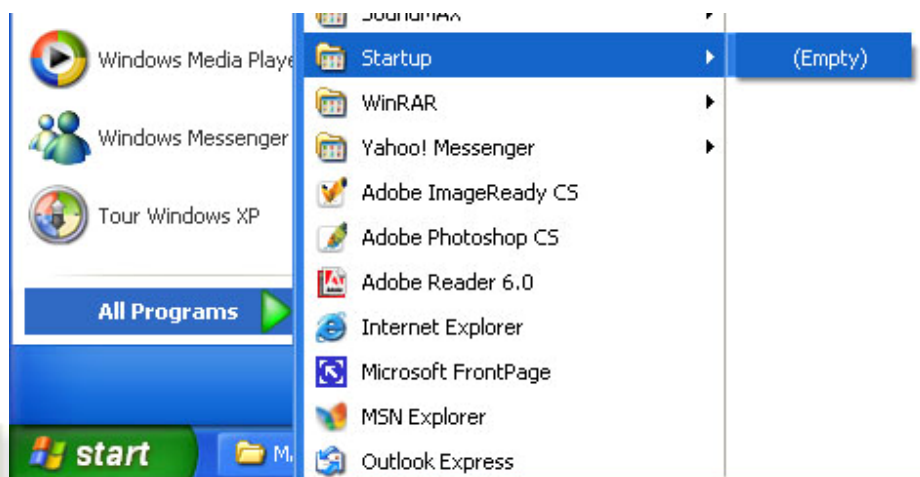 Windows Media Playe
Windows Messenger
Tour Windows XP
All Programs
start
M
SoundMAX
Startup
(Empty)
WinRAR
Yahoo! Messenger
Adobe ImageReady CS
Adobe Photoshop CS
Adobe Reader 6.0
Internet Explorer
Microsoft FrontPage
MSN Explorer
Outlook Express